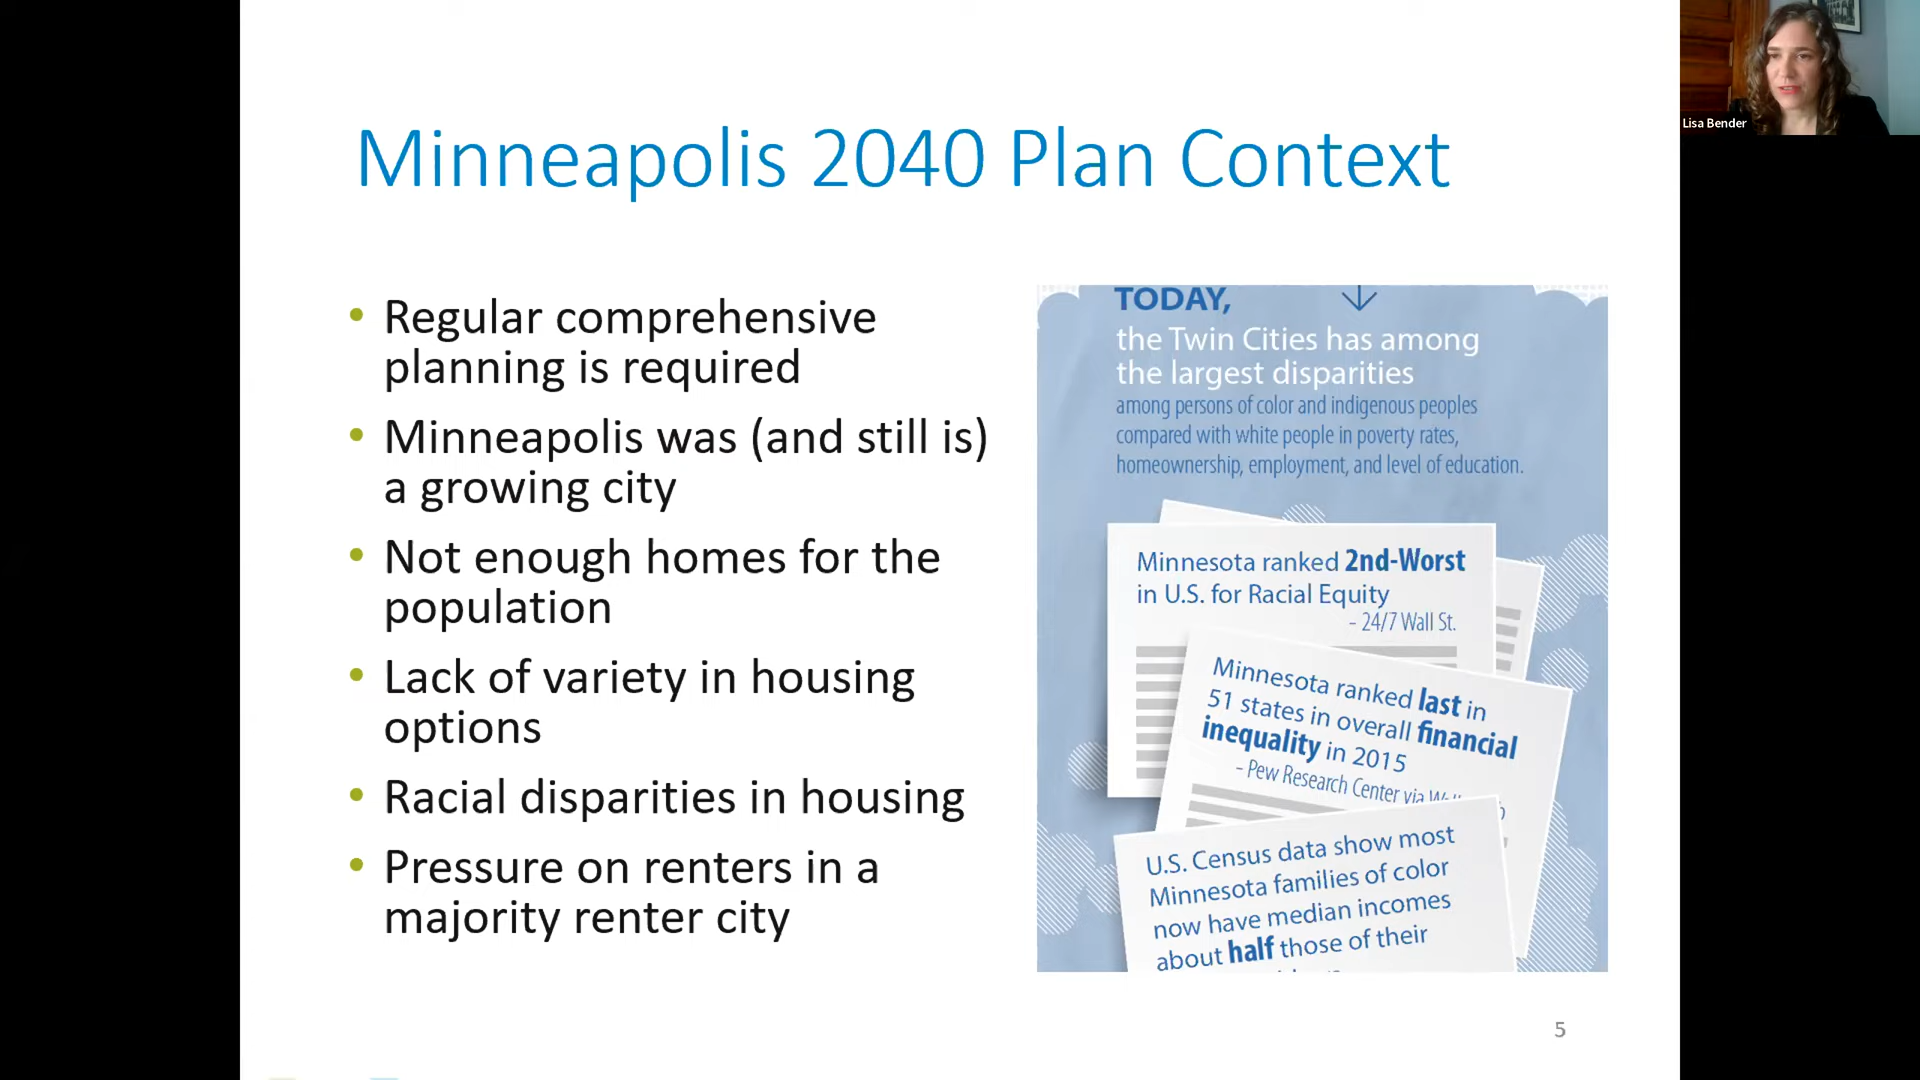 Minneapolis 2040 Plan Context
Regular comprehensive
planning is required
Minneapolis was (and still is)
a growing city
Not enough homes for the
population
Lack of variety in housing
options
Racial disparities in housing
Pressure on renters in a
majority renter city
TODAY,
the Twin Cities has among
the largest disparities
among persons of color and indigenous peoples
compared with white people in poverty rates,
homeownership, employment, and level of education.
Minnesota ranked 2nd-Worst
in U.S. for Racial Equity
– 24/7 Wall St.
Minnesota ranked last in
51 states in overall financial
inequality in 2015
– Pew Research Center via
U.S. Census data show most
Minnesota families of color
now have median incomes
about half those of their
5
Lisa Bender